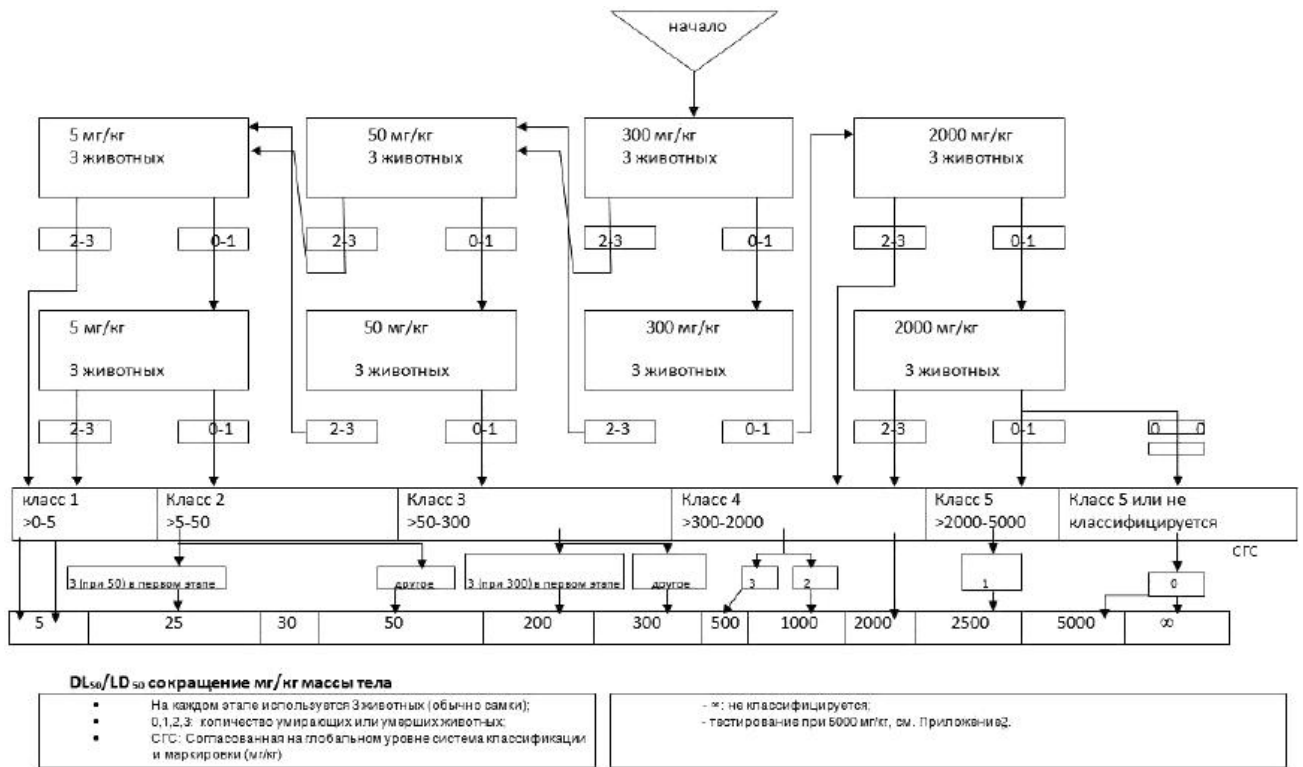 начало
5 мг/кг
3 животных
50 мг/кг
3 животных
300 мг/кг
3 животных
2000 мг/кг
3 животных
2-3
0-1
2-3
0-1
2-3
0-1
2-3
0-1
5 мг/кг
3 животных
50 мг/кг
3 животных
300 мг/кг
3 животных
2000 мг/кг
3 животных
2-3
0-1
2-3
0-1
2-3
0-1
2-3
0-1
0 0
класс 1
>0-5
Класс 2
>5-50
Класс 3
>50-300
Класс 4
>300-2000
Класс 5
>2000-5000
Класс 5 или не
классифицируется
СГС
3 (при 50) в первом этапе
другое
3 (при 300) в первом этапе
другое
3
2
1
0
5
25
30
50
200
300
500
1000
2000
2500
5000
∞
DL50/LD 50 сокращение мг/кг массы тела
• На каждом этапе используется 3 животных (обычно самки);
• 0,1,2,3: количество умирающих или умерших животных;
• СГС: Согласованная на глобальном уровне система классификации
и маркировки (мг/кг)
- ∞: не классифицируется;
- тестирование при 5000 мг/кг, см. Приложение2.